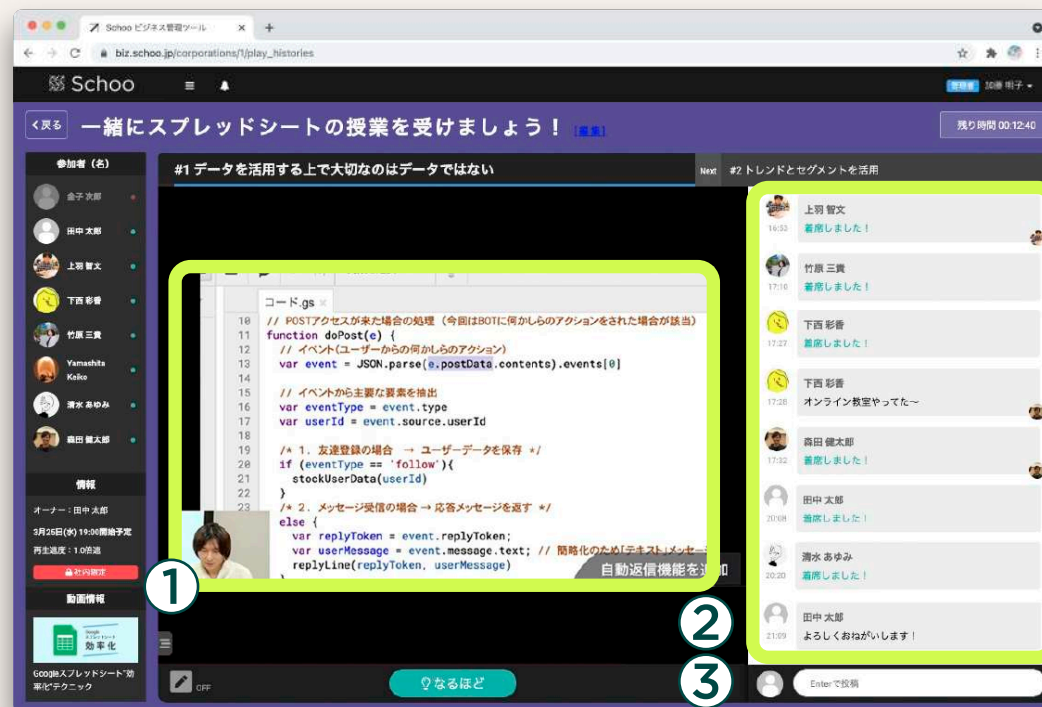 Schoo ビジネス管理ツール
biz.schoo.jp/corporations/1/play_histories
Schoo
管理者 加藤 明子
く戻る 一緒にスプレッドシートの授業を受けましょう！ [編集]
残り時間 00:12:40
参加者（名）
金子 次郎
田中 太郎
上羽 智文
下西 彩香
竹原 三貴
Yamashita
Keiko
清水 あゆみ
森田 健太郎
情報
オーナー：田中 太郎
3月26日(水) 19:00開始予定
再生速度：1.0倍速
社内限定
動画情報
Google
スプレッドシート
効率化
Googleスプレッドシート"効
率化"テクニック
#1 データを活用する上で大切なのはデータではない
Next #2 トレンドとセグメントを活用
コード.gs ×
10 // POSTアクセスが来た場合の処理（今回はBOTに何かしらのアクションをされた場合が該当）
11 function doPost(e) {
12 // イベント(ユーザーからの何かしらのアクション)
13 var event = JSON.parse(e.postData.contents).events[0]
14
15 // イベントから主要な要素を抽出
16 var eventType = event.type
17 var userId = event.source.userId
18
19 /* 1. 友達登録の場合 → ユーザーデータを保存 */
20 if (eventType == 'follow'){
21 stockUserData(userId)
22 }
23 /* 2. メッセージ受信の場合 → 応答メッセージを返す */
else {
var replyToken = event.replyToken;
var userMessage = event.message.text; // 簡略化のため「テキスト」メッセージ
replyLine(replyToken, userMessage)
}
自動返信機能を追加
①
②
③
OFF
なるほど
上羽 智文
16:53 着席しました！
竹原 三貴
17:10 着席しました！
下西 彩香
17:27 着席しました！
下西 彩香
17:28 オンライン教室やってた〜
森田 健太郎
17:32 着席しました！
田中 太郎
20:08 着席しました！
清水 あゆみ
20:20 着席しました！
田中 太郎
21:09 よろしくおねがいします！
Enterで投稿